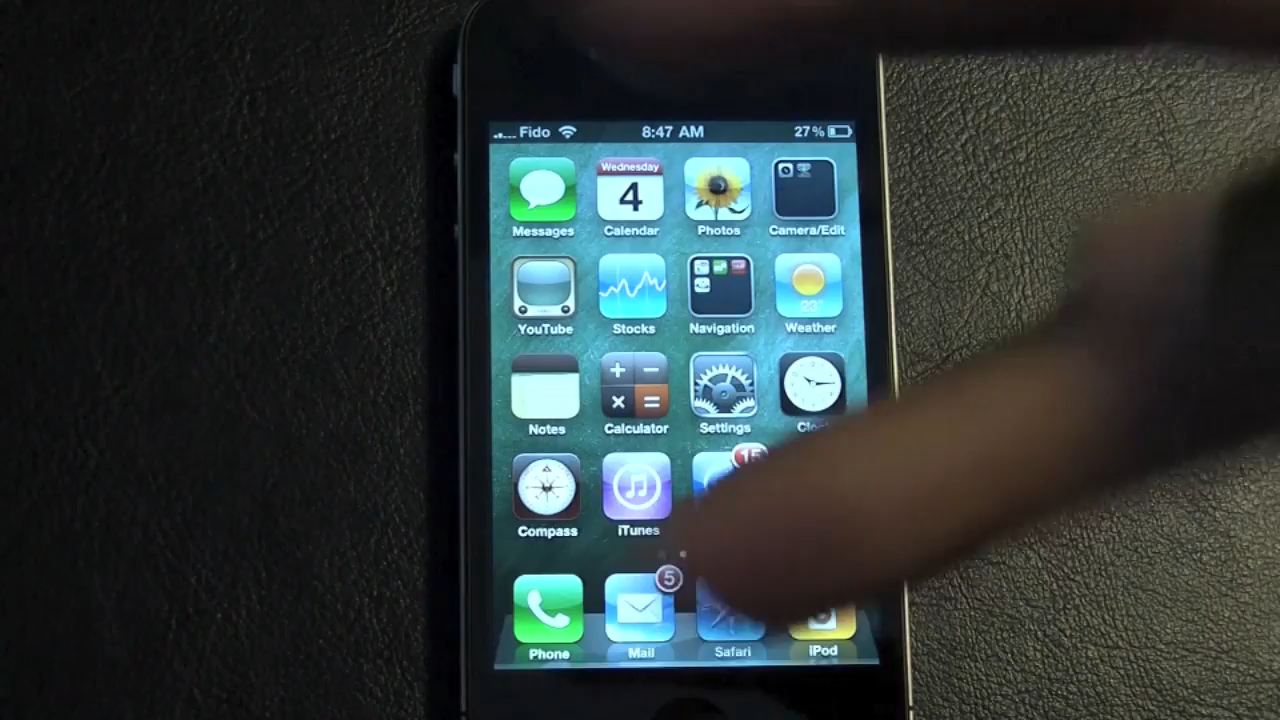 Fido 8:47 AM 27%
Wednesday
4
Messages Calendar Photos Camera/Edit
23°
YouTube Stocks Navigation Weather
Notes Calculator Settings
15
Compass iTunes
5
Phone Mail Safari iPod